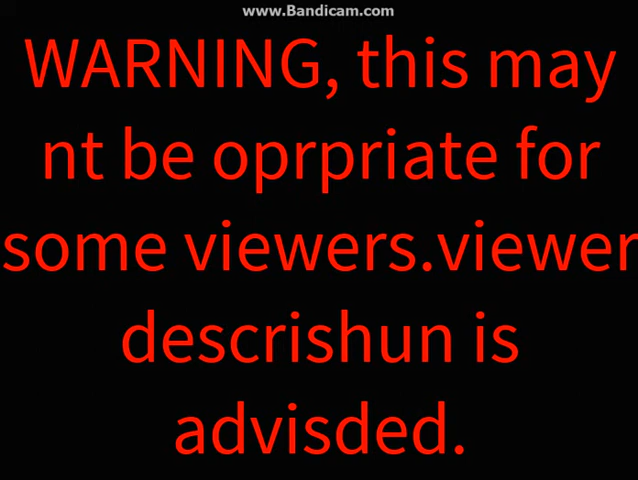 www.Bandicam.com
WARNING, this may
nt be oprpriate for
some viewers.viewer
descrishun is
advisded.